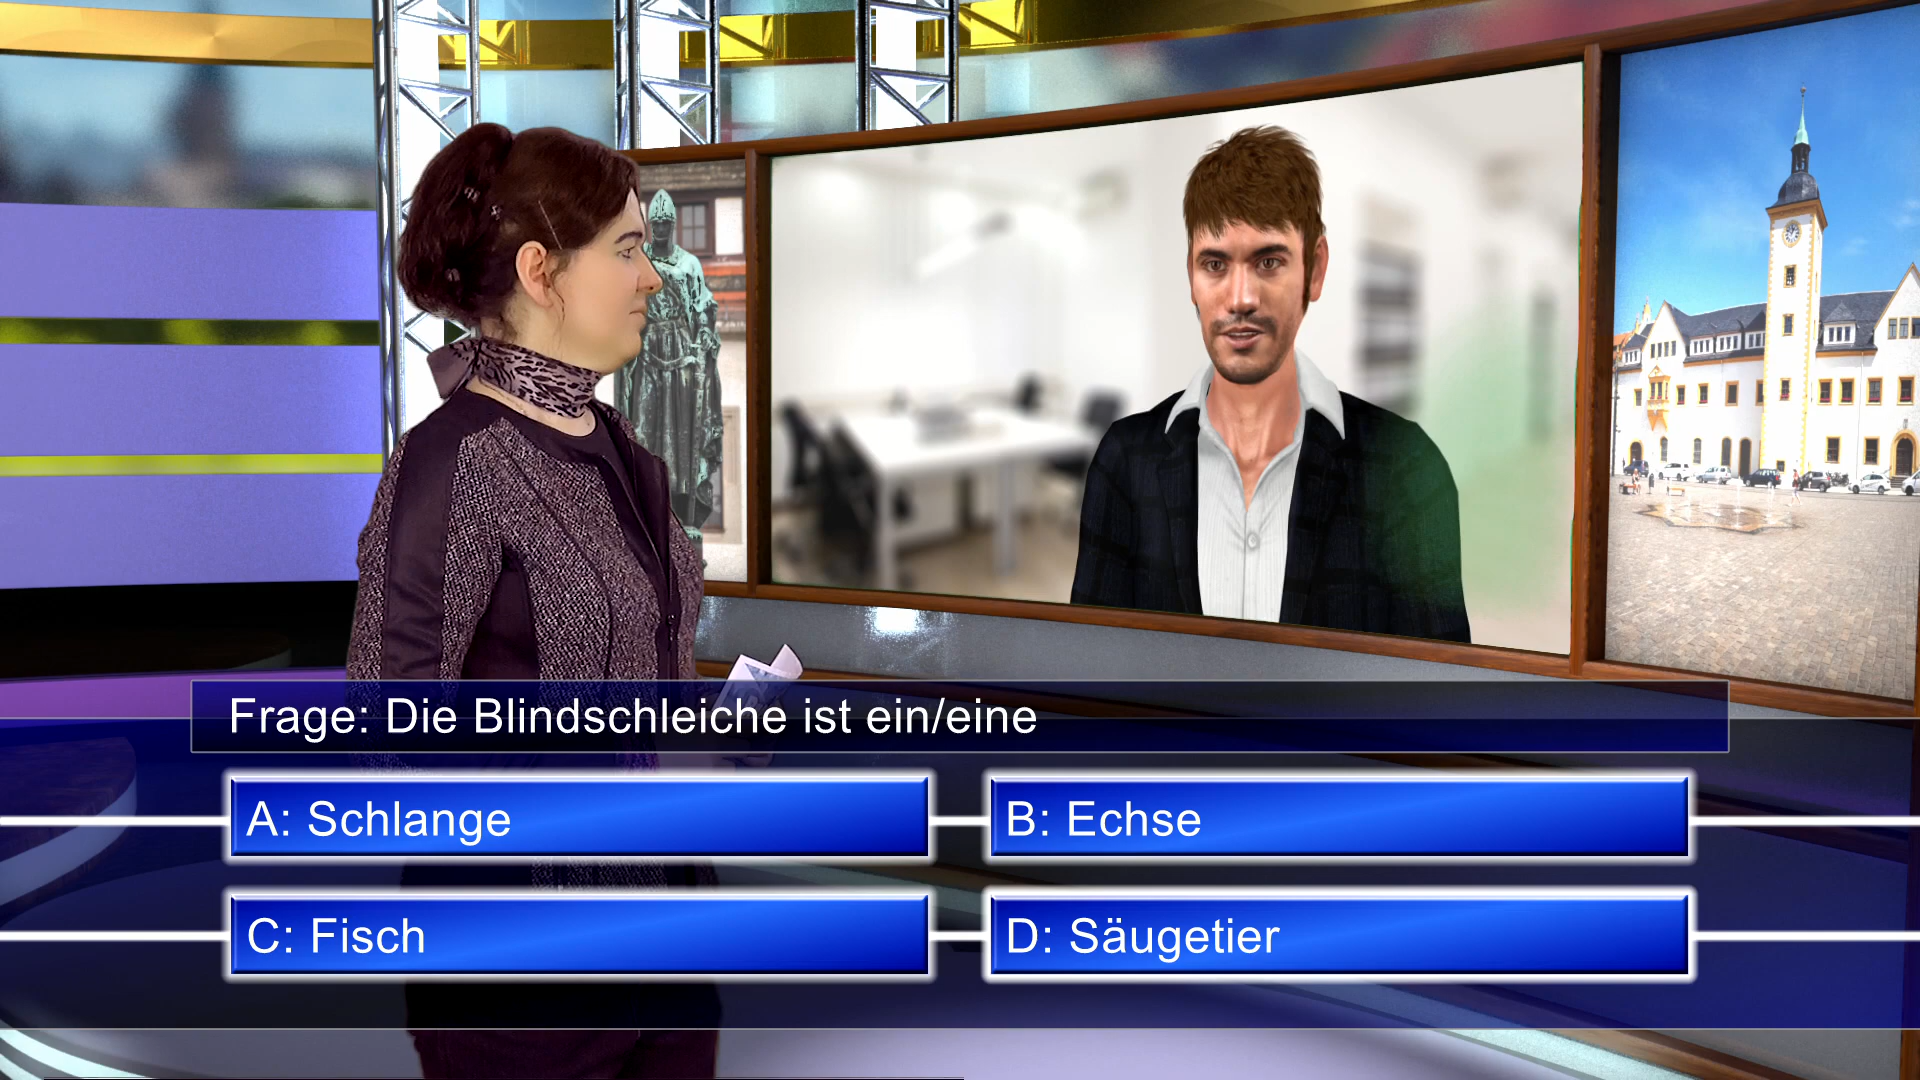 Frage: Die Blindschleiche ist ein/eine
A: Schlange
B: Echse
C: Fisch
D: Säugetier